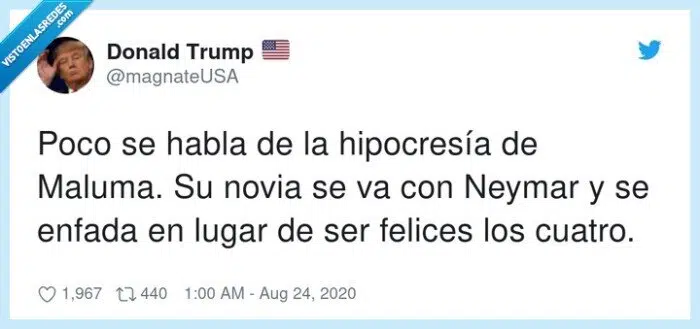 VISTOENLASREDES
.com
Donald Trump 🇺🇸
@magnateUSA
Poco se habla de la hipocresía de
Maluma. Su novia se va con Neymar y se
enfada en lugar de ser felices los cuatro.
1,967 440 1:00 AM - Aug 24, 2020